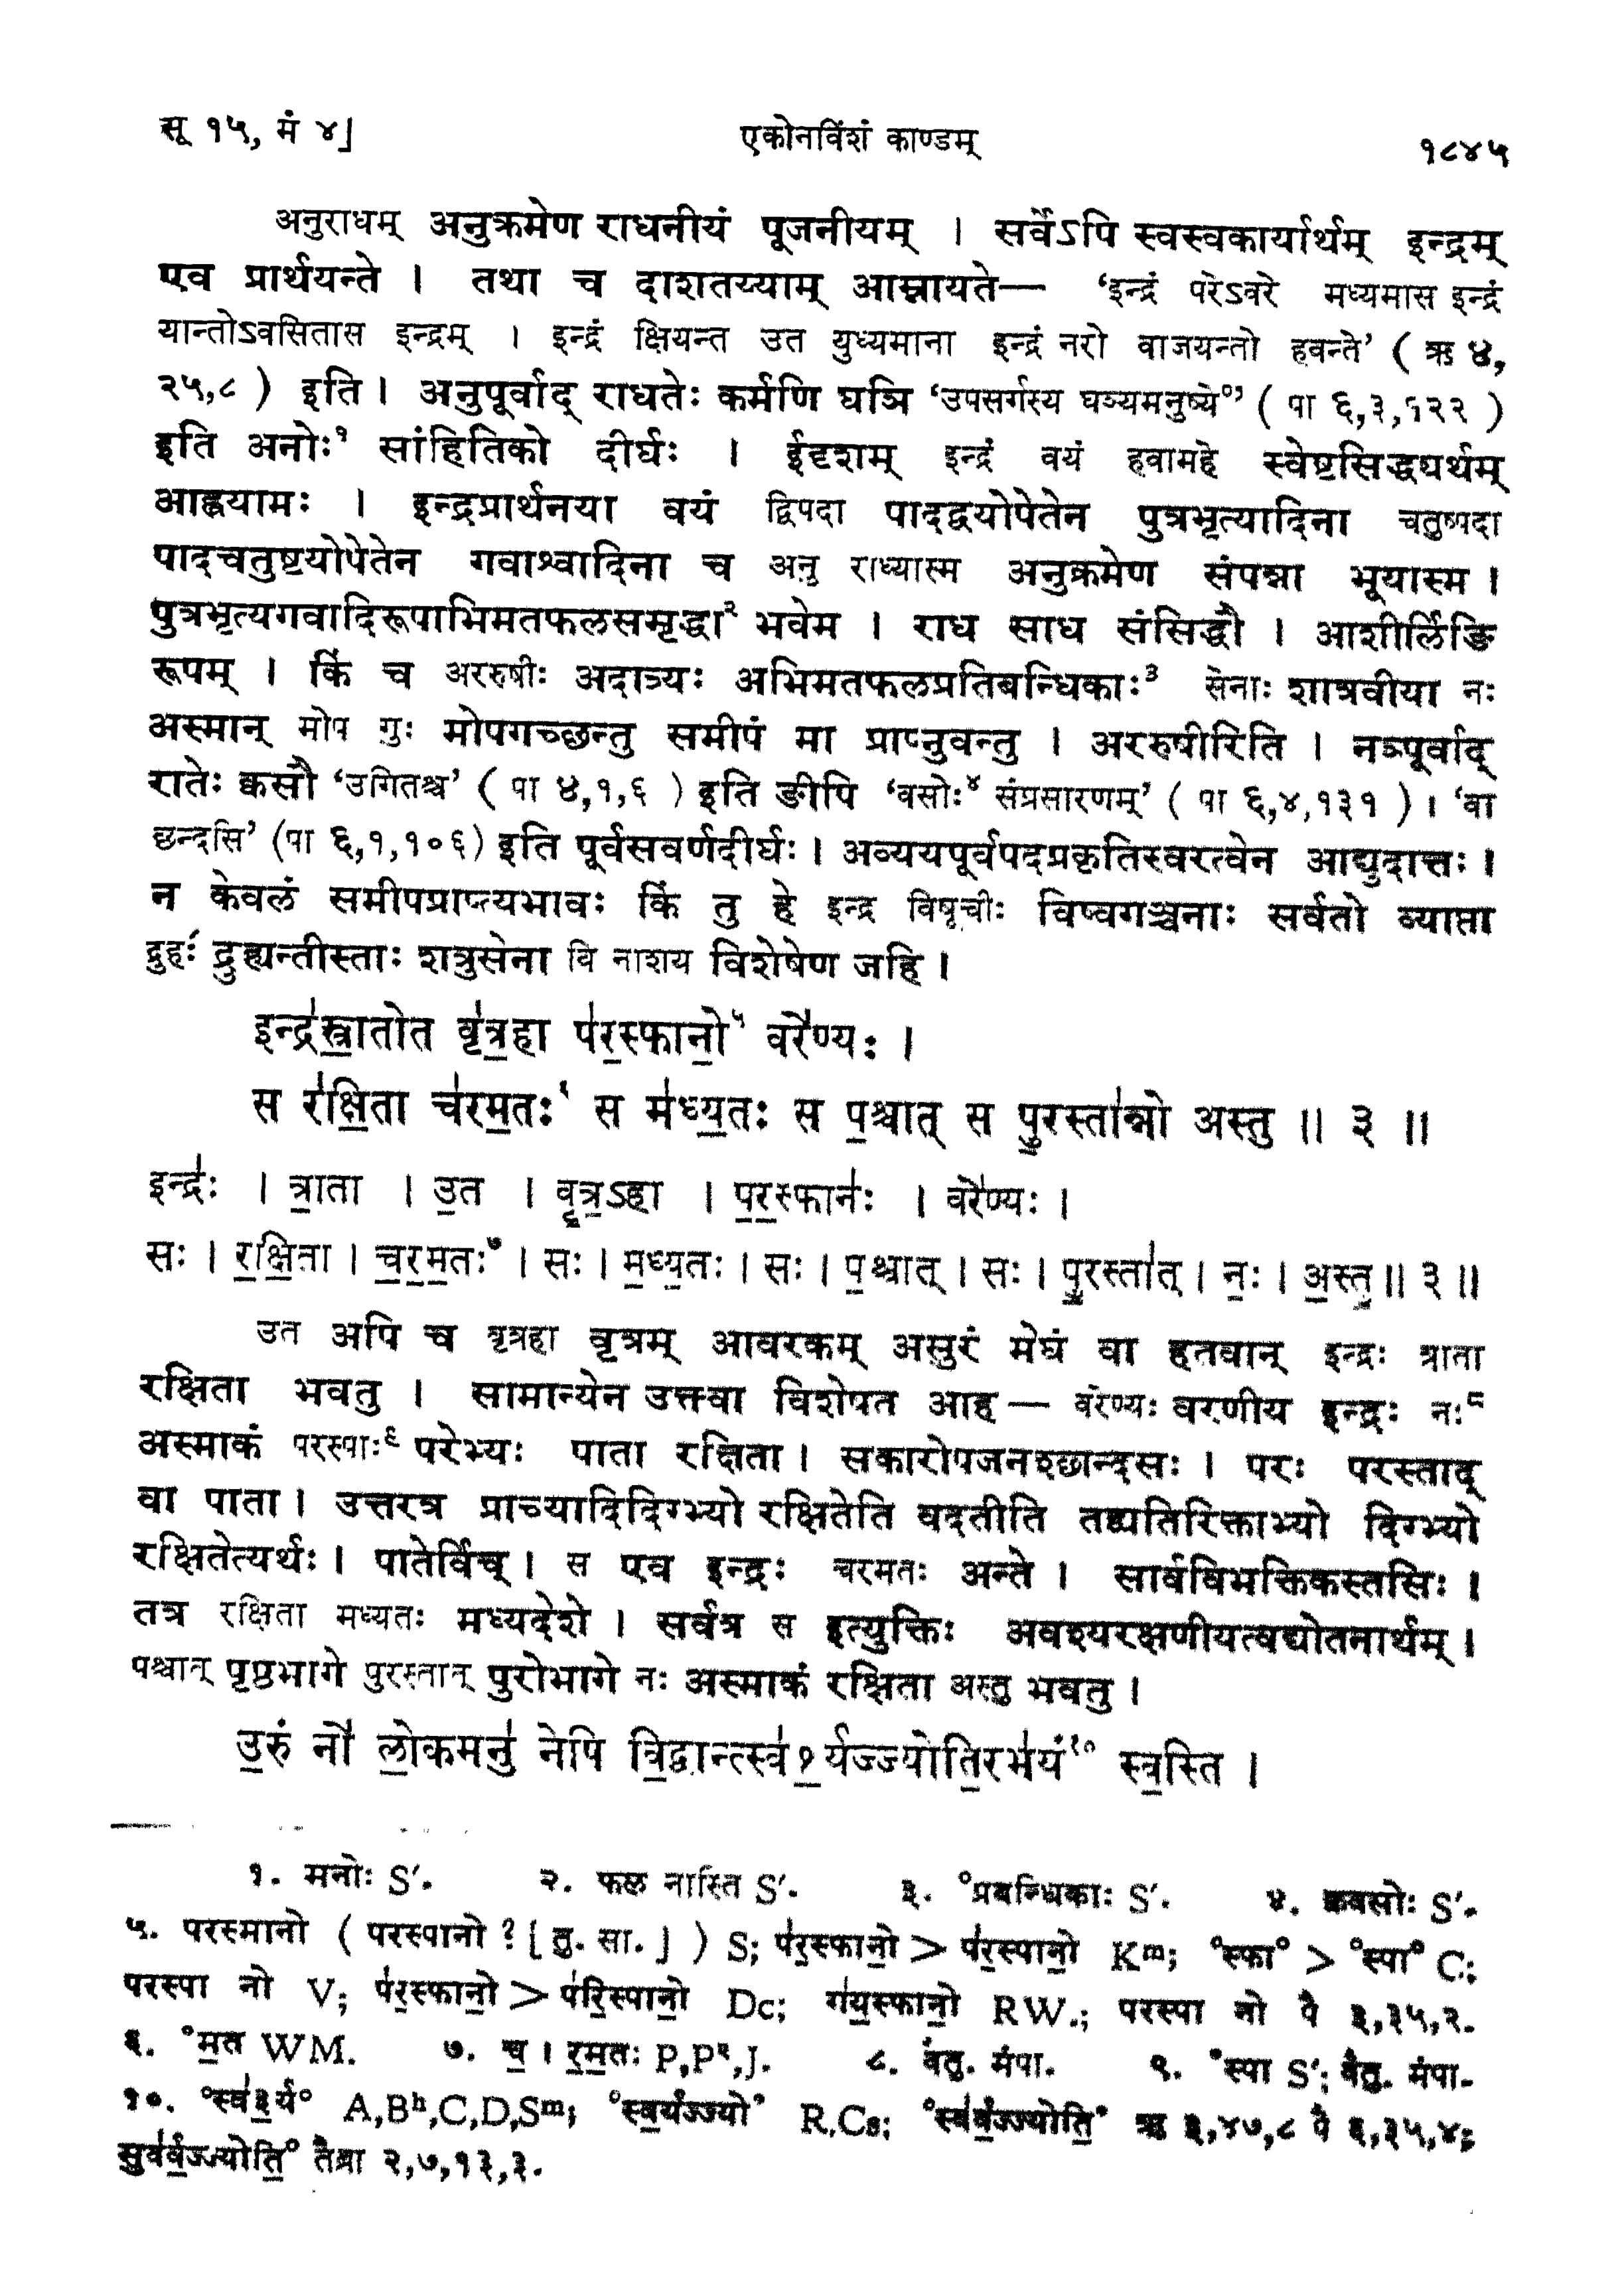 सू १५, मं ४] एकोनविंशं काण्डम् १८४५
अनुराधम् अनुक्रमेण राधनीयं पूजनीयम् । सर्वेऽपि स्वस्वकार्यार्थम् इन्द्रम्
एव प्रार्थयन्ते । तथा च दाशतय्याम् आम्नायते— ‘इन्द्रं परेऽवरे मध्यमास इन्द्रं
यान्तोऽवसितास इन्द्रम् । इन्द्रं क्षियन्त उत युध्यमाना इन्द्रं नरो वाजयन्तो हवन्ते’ ( ऋ ४,
२५,८ ) इति । अनुपूर्वाद् राधतेः कर्मणि घञि ‘उपसर्गस्य घञ्यमनुष्ये°’ ( पा ६,३,१२२ )
इति अनोः¹ सांहितिको दीर्घः । ईदृशम् इन्द्रं वयं हवामहे स्वेष्टसिद्ध्यर्थम्
आह्वयामः । इन्द्रप्रार्थनया वयं द्विपदा पादद्वयोपेतेन पुत्रभृत्यादिना चतुष्पदा
पादचतुष्टयोपेतेन गवाश्वादिना च अनु राध्यास्म अनुक्रमेण संपन्ना भूयास्म ।
पुत्रभृत्यगवादिरूपाभिमतफलसमृद्धा² भवेम । राध साध संसिद्धौ । आशीर्लिङि
रूपम् । किं च अररुषीः अदात्र्यः अभिमतफलप्रतिबन्धिकाः³ सेनाः शात्रवीया नः
अस्मान् मोप गुः मोपगच्छन्तु समीपं मा प्राप्नुवन्तु । अररुषीरिति । नञ्पूर्वाद्
रातेः क्वसौ ‘उगितश्च’ ( पा ४,१,६ ) इति ङीपि ‘वसोः⁴ संप्रसारणम्’ ( पा ६,४,१३१ ) । ‘वा
छन्दसि’ (पा ६,१,१०६) इति पूर्वसवर्णदीर्घः । अव्ययपूर्वपदप्रकृतिस्वरत्वेन आद्युदात्तः ।
न केवलं समीपप्राप्त्यभावः किं तु हे इन्द्र विषूचीः विष्वगञ्चनाः सर्वतो व्याप्ता
द्रुहः॑ द्रुह्यन्तीस्ताः शत्रुसेना वि नाशय विशेषेण जहि ।
इन्द्र॑स्त्रा॒तोत वृ॑त्र॒हा प॑र॒स्फानो॒⁵ वरे॑ण्यः ।
स र॑क्षि॒ता च॑रम॒तः⁶ स म॑ध्य॒तः स प॒श्चात् स पु॒रस्ता॑न्नो अस्तु ॥ ३ ॥
इन्द्रः॑ । त्रा॒ता । उ॒त । वृ॒त्र॒ऽहा । प॒र॒स्फानः॑ । वरे॑ण्यः ।
सः । र॒क्षि॒ता । च॒र॒म॒तः⁷ । सः । म॒ध्य॒तः । सः । प॒श्चात् । सः । पु॒रस्ता॑त् । नः॒ । अ॒स्तु॒ ॥ ३ ॥
उत अपि च वृत्रहा वृत्रम् आवरकम् असुरं मेघं वा हतवान् इन्द्रः त्राता
रक्षिता भवतु । सामान्येन उक्त्वा विशेषत आह — वरेण्यः वरणीय इन्द्रः नः⁸
अस्माकं परस्पाः⁹ परेभ्यः पाता रक्षिता । सकारोपजनश्छान्दसः । परः परस्ताद्
वा पाता । उत्तरत्र प्राच्यादिदिग्भ्यो रक्षितेति वदतीति तद्व्यतिरिक्ताभ्यो दिग्भ्यो
रक्षितेत्यर्थः । पातेर्विच् । स एव इन्द्रः चरमतः अन्ते । सार्वविभक्तिकस्तसिः ।
तत्र रक्षिता मध्यतः मध्यदेशे । सर्वत्र स इत्युक्तिः अवश्यरक्षणीयत्वद्योतनार्थम् ।
पश्चात् पृष्ठभागे पुरस्तात् पुरोभागे नः अस्माकं रक्षिता अस्तु भवतु ।
उ॒रुं नो॑ लो॒कमनु॑ नेषि वि॒द्वान्त्स्व॑१॒र्यज्ज्योति॒रभ॑यं¹⁰ स्व॒स्ति ।
१. मनोः S′. २. फल नास्ति S′. ३. °प्रबन्धिकाः S′. ४. क्वसोः S′.
५. परस्मानो ( परस्पानो ? [ तु. सा. ] ) S; प॑र॒स्फानो॒ > प॑र॒स्पानो॒ Kᵐ; °स्फा° > °स्पा° C;
परस्पा नो V; प॑र॒स्फानो॒ > प॑रि॒स्पानो॒ Dc; ग॑य॒स्फानो॒ RW.; परस्पा नो पै ३,३५,२.
६. °म॒त WM. ७. च॒ । र॒म॒तः P,P²,J. ८. वैतु. मंपा. ९. °स्पा S′; वैतु. मंपा.
१०. °स्व॑३॒र्य° A,Bʰ,C,D,Sᵐ; °स्व॒र्य॑ज्ज्यो° R,Cs; °स्व॑र्व॒ज्ज्योति॒° ऋ ६,४७,८ पै ३,३५,४;
सुव॑र्व॒ज्ज्योति॒° तैब्रा २,७,१३,३.